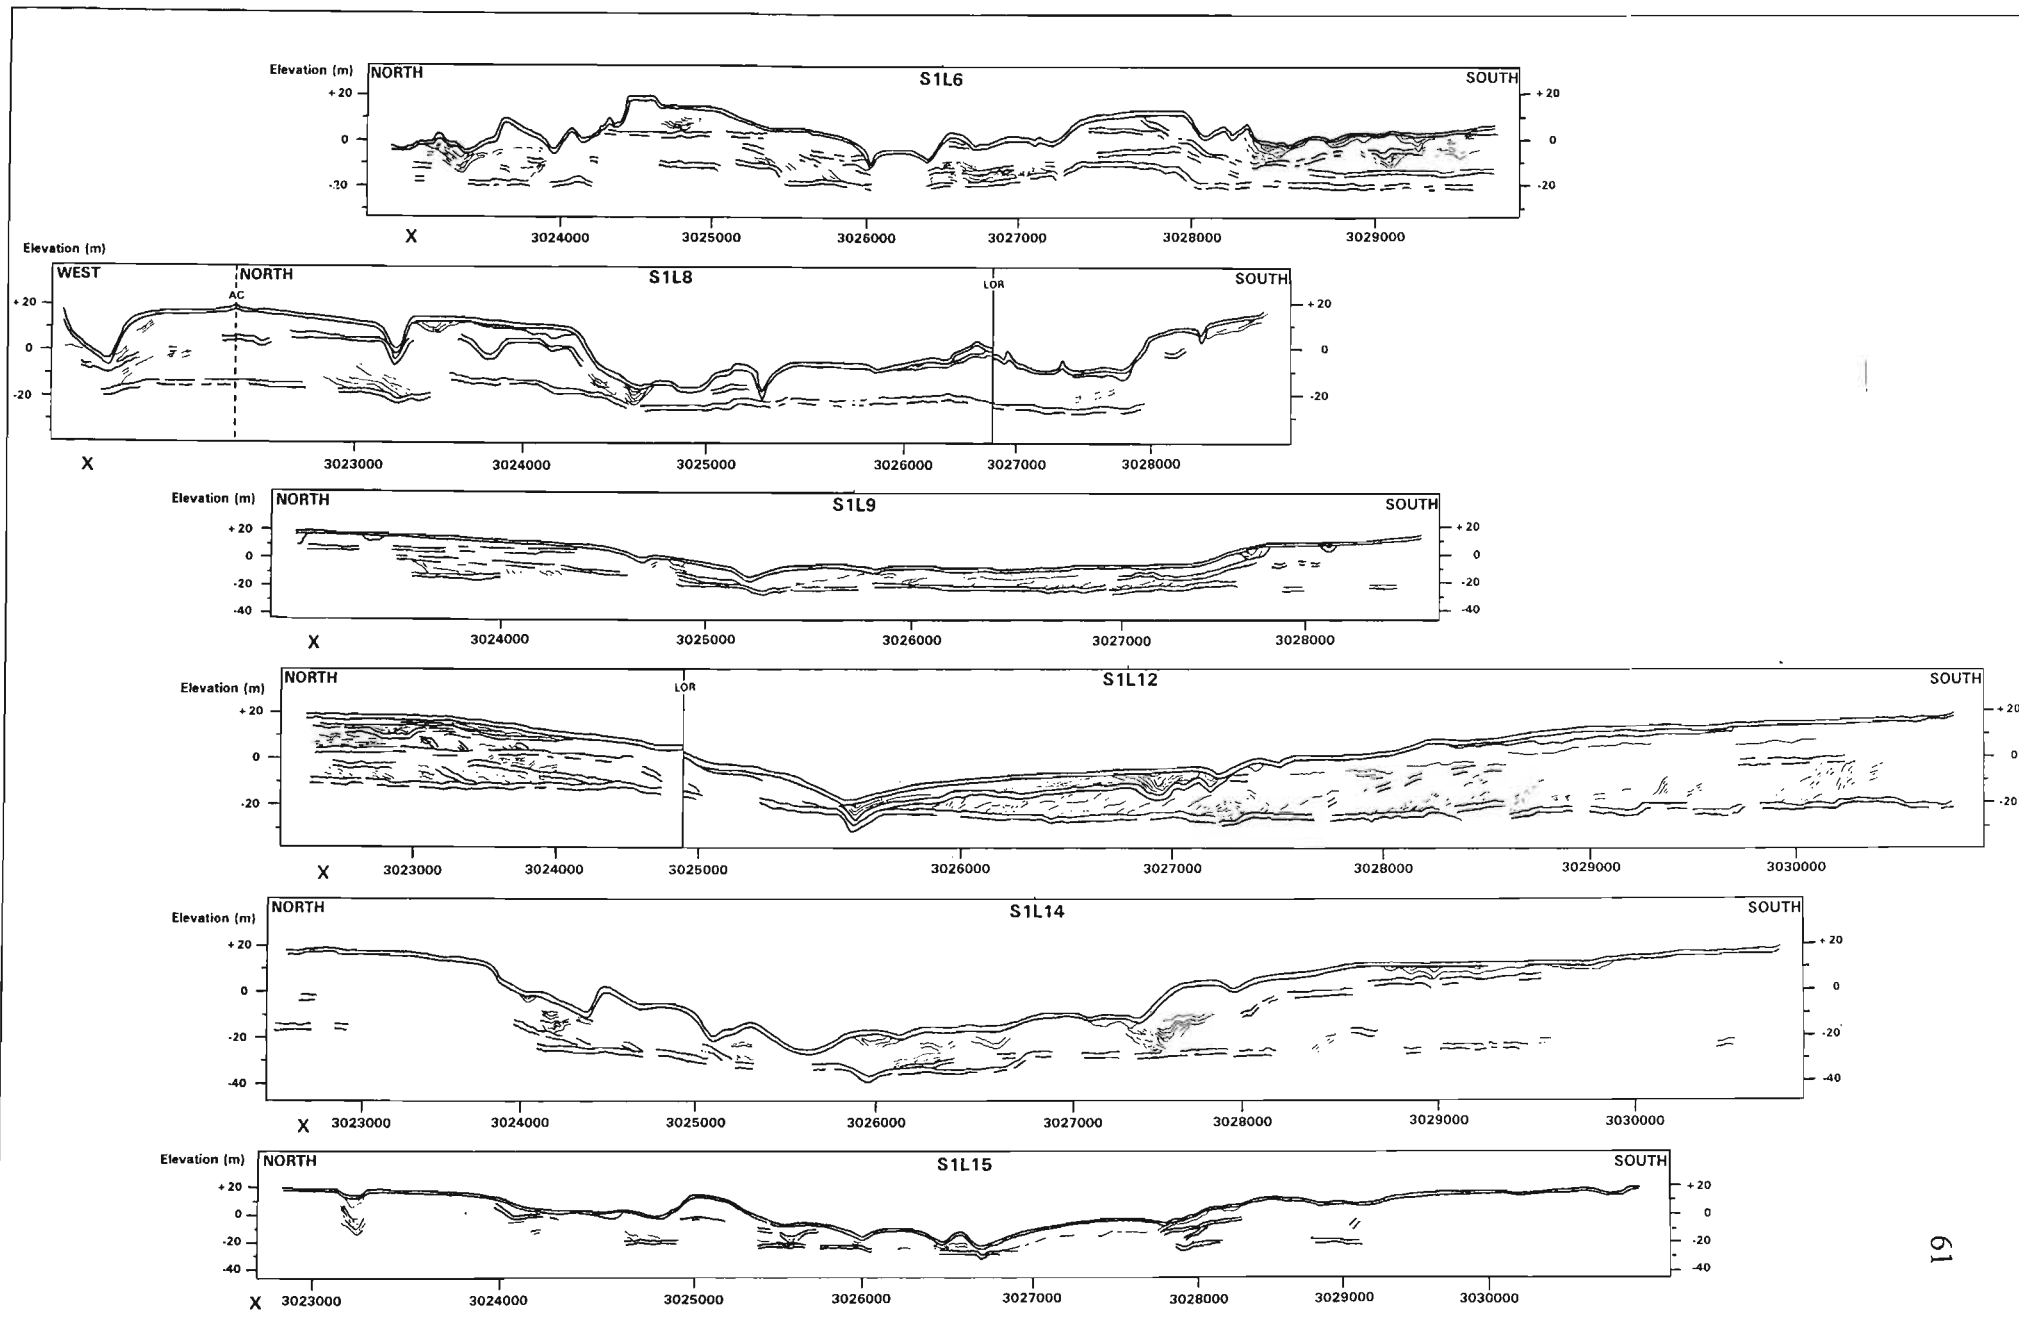 Elevation (m) NORTH S1L6 SOUTH
+20 +20
0 0
-20 -20
X 3024000 3025000 3026000 3027000 3028000 3029000
Elevation (m)
WEST NORTH S1L8 SOUTH
AC LOR
+20 +20
0 0
-20 -20
X 3023000 3024000 3025000 3026000 3027000 3028000
Elevation (m) NORTH S1L9 SOUTH
+20 +20
0 0
-20 -20
-40 -40
X 3024000 3025000 3026000 3027000 3028000
Elevation (m) NORTH LOR S1L12 SOUTH
+20 +20
0 0
-20 -20
X 3023000 3024000 3025000 3026000 3027000 3028000 3029000 3030000
Elevation (m) NORTH S1L14 SOUTH
+20 +20
0 0
-20 -20
-40 -40
X 3023000 3024000 3025000 3026000 3027000 3028000 3029000 3030000
Elevation (m) NORTH S1L15 SOUTH
+20 +20
0 0
-20 -20
-40 -40
X 3023000 3024000 3025000 3026000 3027000 3028000 3029000 3030000
61